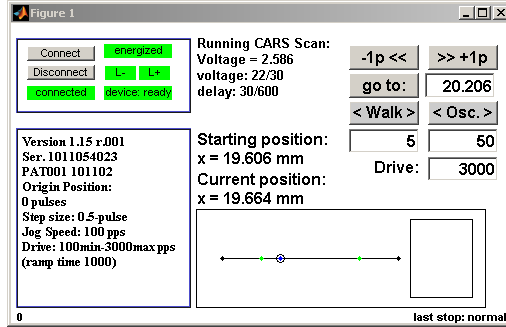 Figure 1
Connect
energized
Disconnect
L-
L+
connected
device: ready
Running CARS Scan:
Voltage = 2.586
voltage: 22/30
delay: 30/600
-1p <<
>> +1p
go to:
20.206
< Walk >
< Osc. >
5
50
Drive:
3000
Version 1.15 r.001
Ser. 1011054023
PAT001 101102
Origin Position:
0 pulses
Step size: 0.5-pulse
Jog Speed: 100 pps
Drive: 100min-3000max pps
(ramp time 1000)
Starting position:
x = 19.606 mm
Current position:
x = 19.664 mm
0
last stop: normal